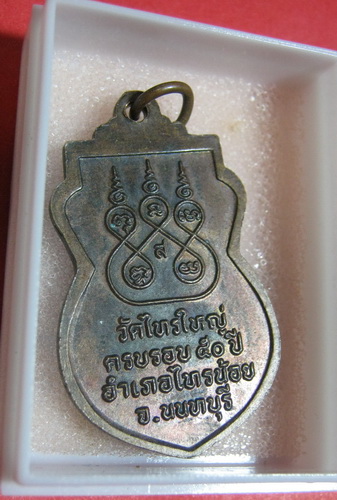 วัดไทรใหญ่
ครบรอบ ๕๐ ปี
อำเภอไทรน้อย
จ.นนทบุรี